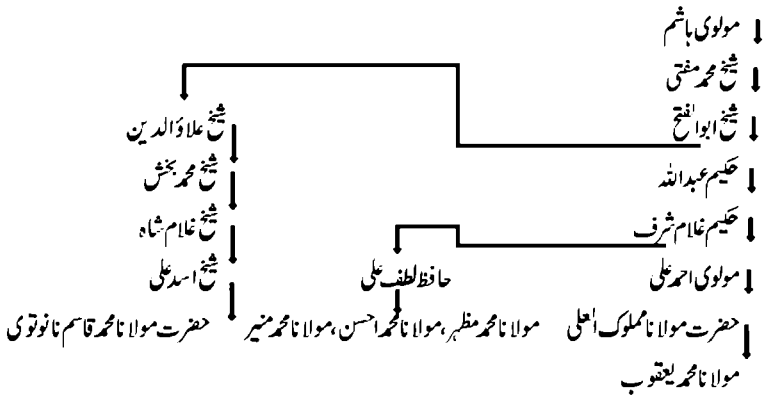 مولوی ہاشم
شیخ محمد مفتی
شیخ ابوالفتح
شیخ علاؤالدین
حکیم عبداللہ
شیخ محمد بخش
حکیم غلام شرف
شیخ غلام شاہ
مولوی احمد علی
حافظ لطف علی
شیخ اسد علی
حضرت مولانا مملوک العلی
مولانا محمد مظہر، مولانا محمد احسن، مولانا محمد منیر
حضرت مولانا محمد قاسم نانوتوی
مولانا محمد یعقوب